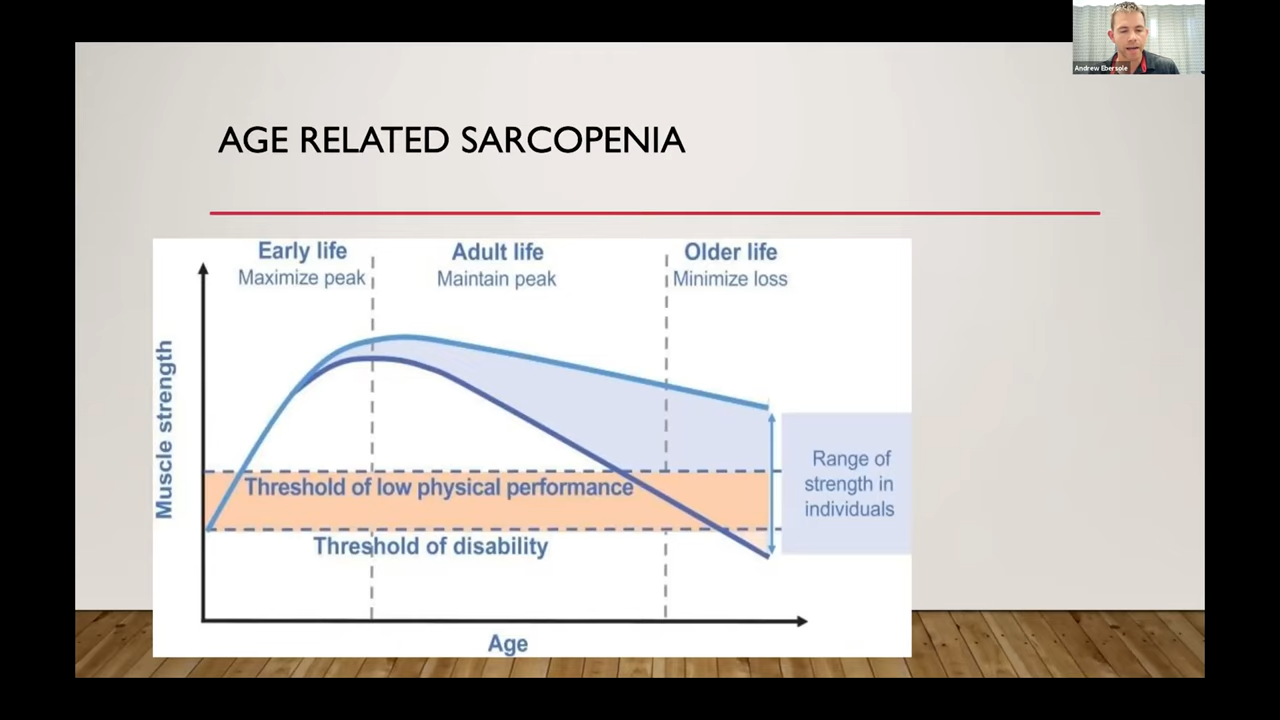 Andrew Ebersole
AGE RELATED SARCOPENIA
Early life
Maximize peak
Adult life
Maintain peak
Older life
Minimize loss
Muscle strength
Threshold of low physical performance
Threshold of disability
Range of
strength in
individuals
Age